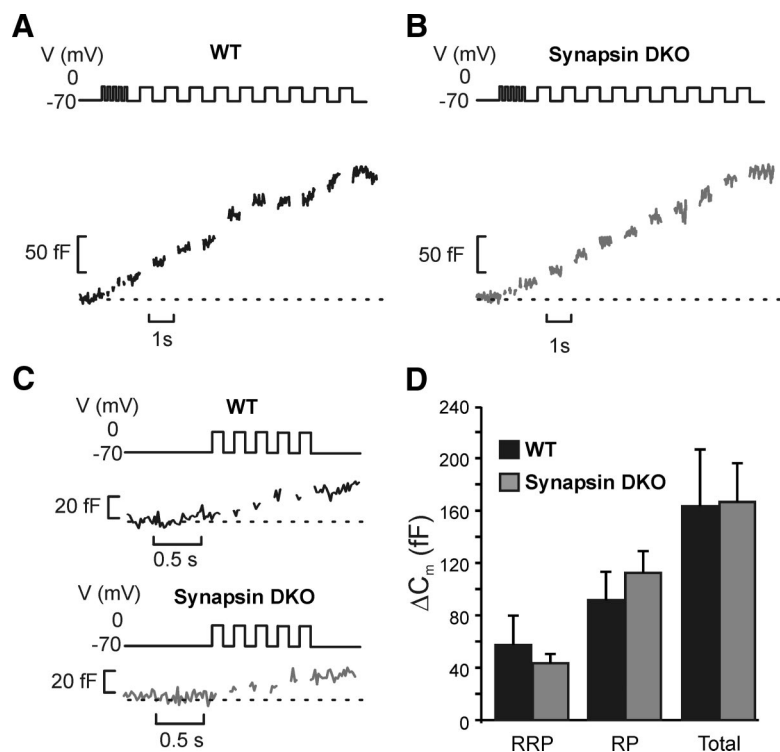 A
V (mV)
WT
0
-70
50 fF
1s
B
V (mV)
Synapsin DKO
0
-70
50 fF
1s
C
V (mV)
WT
0
-70
20 fF
0.5 s
Synapsin DKO
V (mV)
0
-70
20 fF
0.5 s
D
240
200
160
120
80
40
0
ΔCm (fF)
WT
Synapsin DKO
RRP RP Total